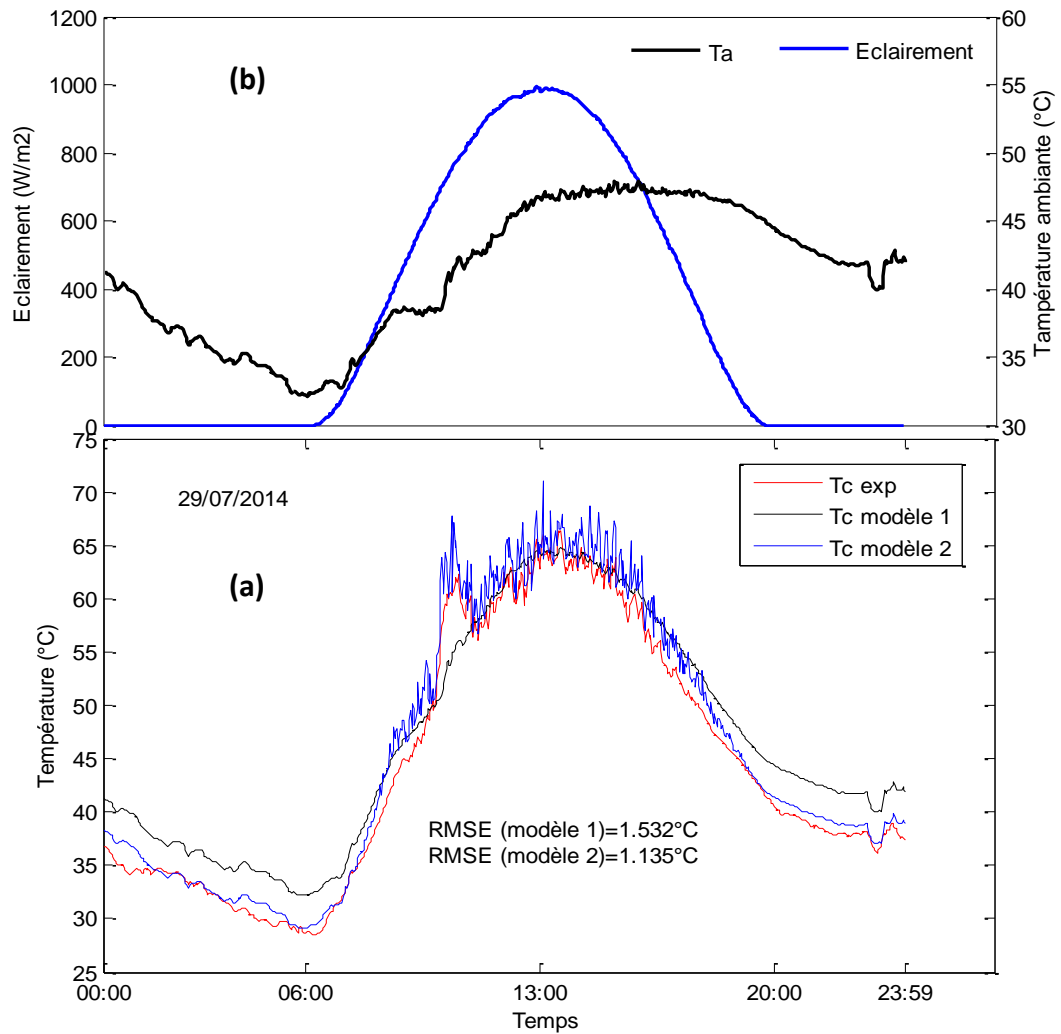 1200
1000
800
600
400
200
0
Eclairement (W/m2)
(b)
Ta
Eclairement
60
55
50
45
40
35
30
Tampérature ambiante (°C)
75
70
65
60
55
50
45
40
35
30
25
Température (°C)
29/07/2014
(a)
Tc exp
Tc modèle 1
Tc modèle 2
RMSE (modèle 1)=1.532°C
RMSE (modèle 2)=1.135°C
00:00
06:00
13:00
20:00
23:59
Temps